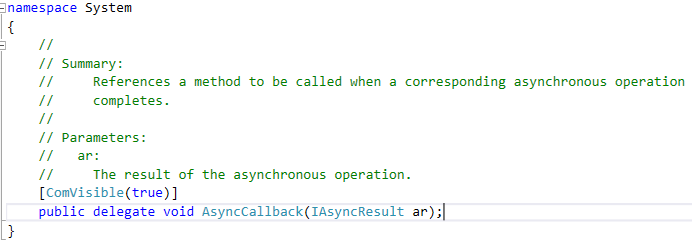 namespace System
{
    //
    // Summary:
    //     References a method to be called when a corresponding asynchronous operation
    //     completes.
    //
    // Parameters:
    //   ar:
    //     The result of the asynchronous operation.
    [ComVisible(true)]
    public delegate void AsyncCallback(IAsyncResult ar);
}